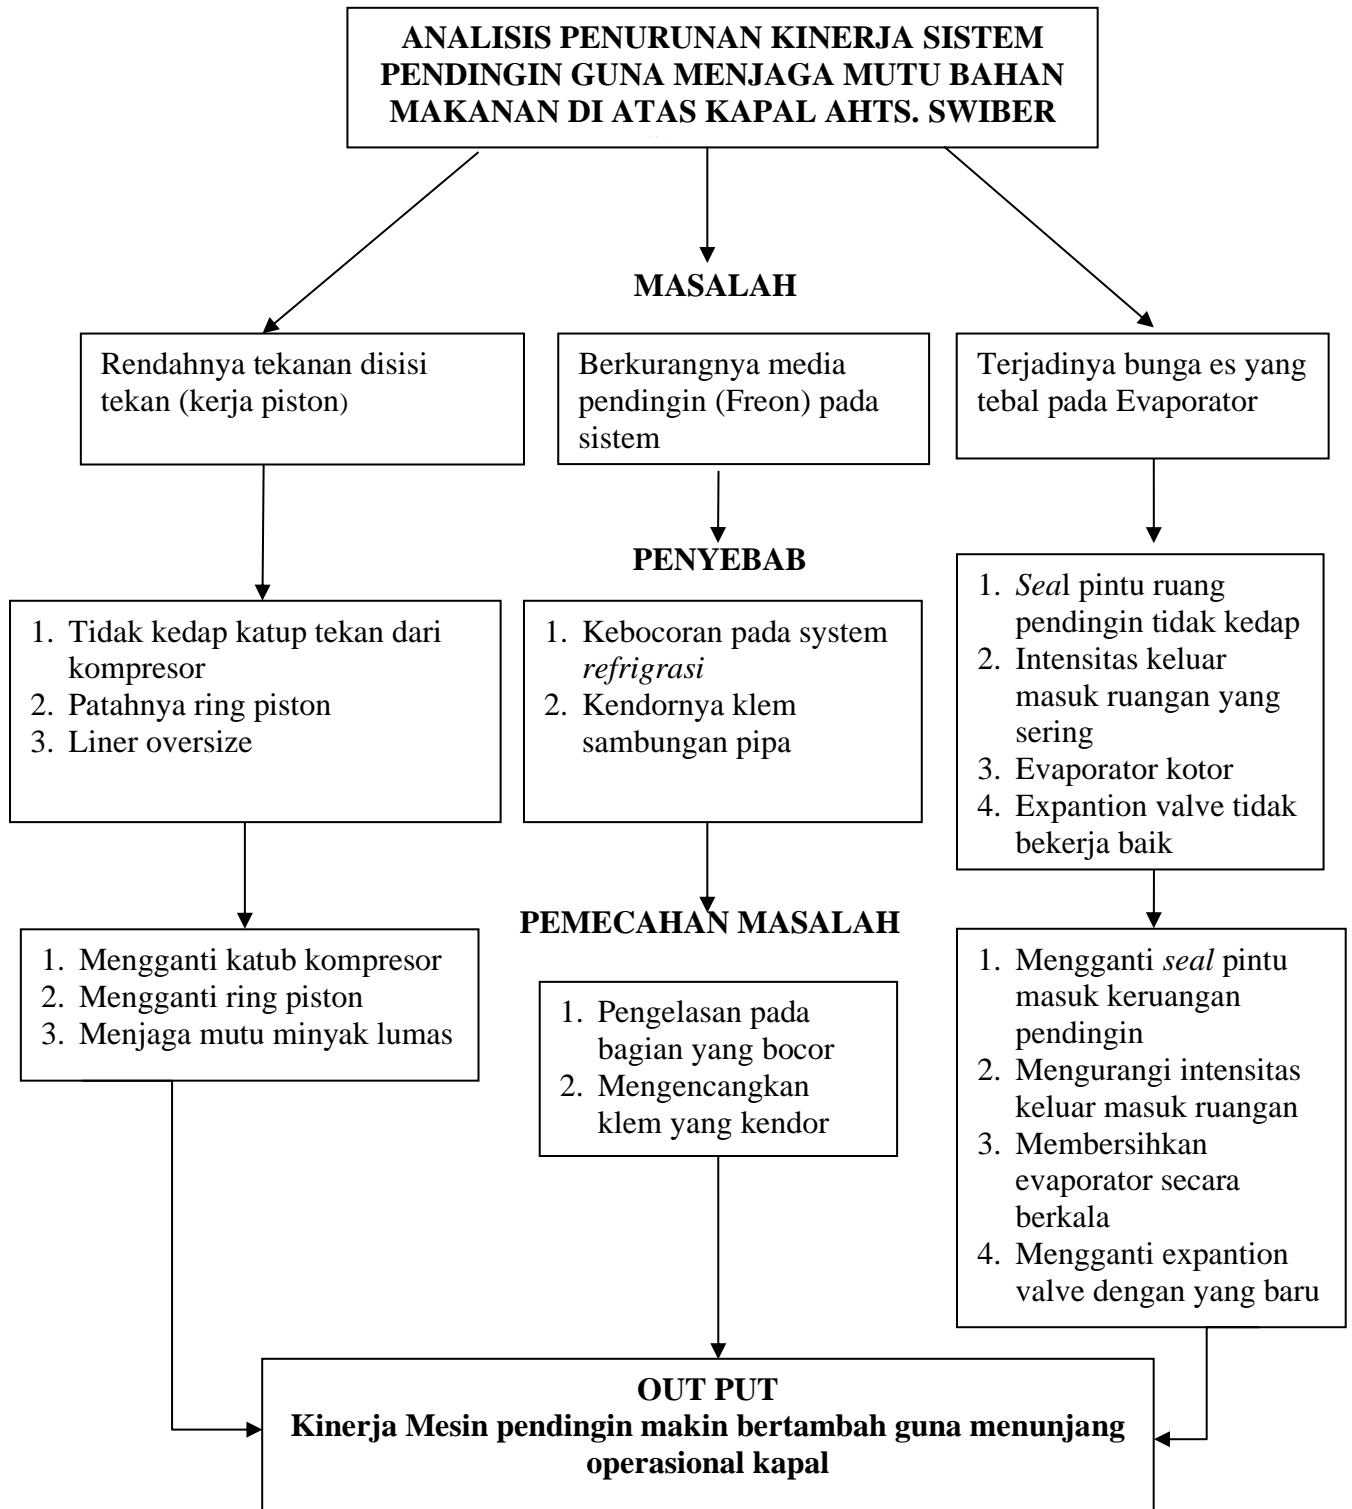 ANALISIS PENURUNAN KINERJA SISTEM
PENDINGIN GUNA MENJAGA MUTU BAHAN
MAKANAN DI ATAS KAPAL AHTS. SWIBER
MASALAH
Rendahnya tekanan disisi
tekan (kerja piston)
Berkurangnya media
pendingin (Freon) pada
sistem
Terjadinya bunga es yang
tebal pada Evaporator
PENYEBAB
1. Tidak kedap katup tekan dari
kompresor
2. Patahnya ring piston
3. Liner oversize
1. Kebocoran pada system
refrigrasi
2. Kendornya klem
sambungan pipa
1. Seal pintu ruang
pendingin tidak kedap
2. Intensitas keluar
masuk ruangan yang
sering
3. Evaporator kotor
4. Expantion valve tidak
bekerja baik
PEMECAHAN MASALAH
1. Mengganti katub kompresor
2. Mengganti ring piston
3. Menjaga mutu minyak lumas
1. Pengelasan pada
bagian yang bocor
2. Mengencangkan
klem yang kendor
1. Mengganti seal pintu
masuk keruangan
pendingin
2. Mengurangi intensitas
keluar masuk ruangan
3. Membersihkan
evaporator secara
berkala
4. Mengganti expantion
valve dengan yang baru
OUT PUT
Kinerja Mesin pendingin makin bertambah guna menunjang
operasional kapal